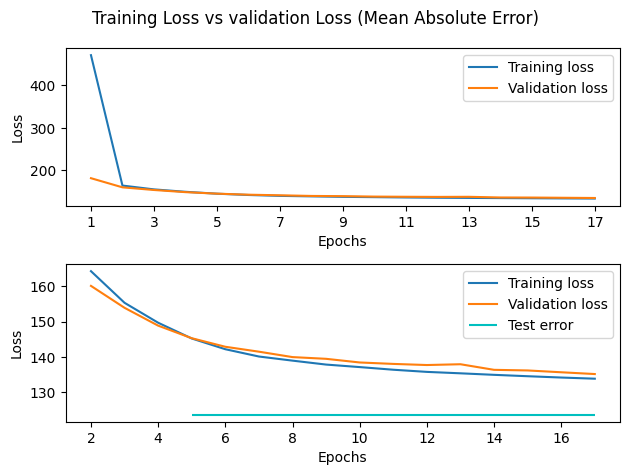 Training Loss vs validation Loss (Mean Absolute Error)
Training loss
Validation loss
400
300
200
Loss
1 3 5 7 9 11 13 15 17
Epochs
Training loss
Validation loss
Test error
160
150
140
130
Loss
2 4 6 8 10 12 14 16
Epochs